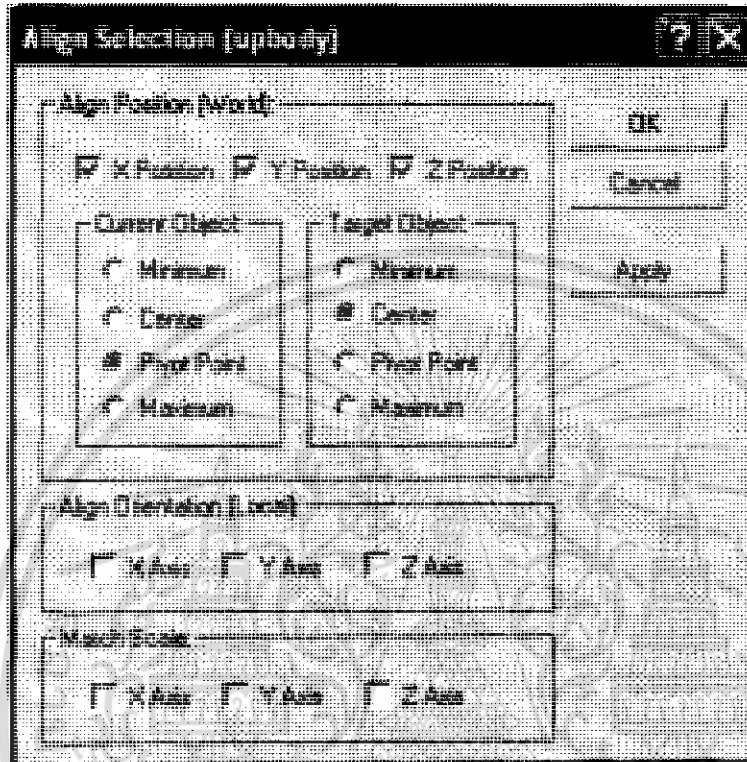 Align Selection (upbody)
Align Position (World):
X Position Y Position Z Position
Current Object
Minimum
Center
Pivot Point
Maximum
Target Object
Minimum
Center
Pivot Point
Maximum
OK
Cancel
Apply
Align Orientation (Local):
X Axis Y Axis Z Axis
Match Scale:
X Axis Y Axis Z Axis